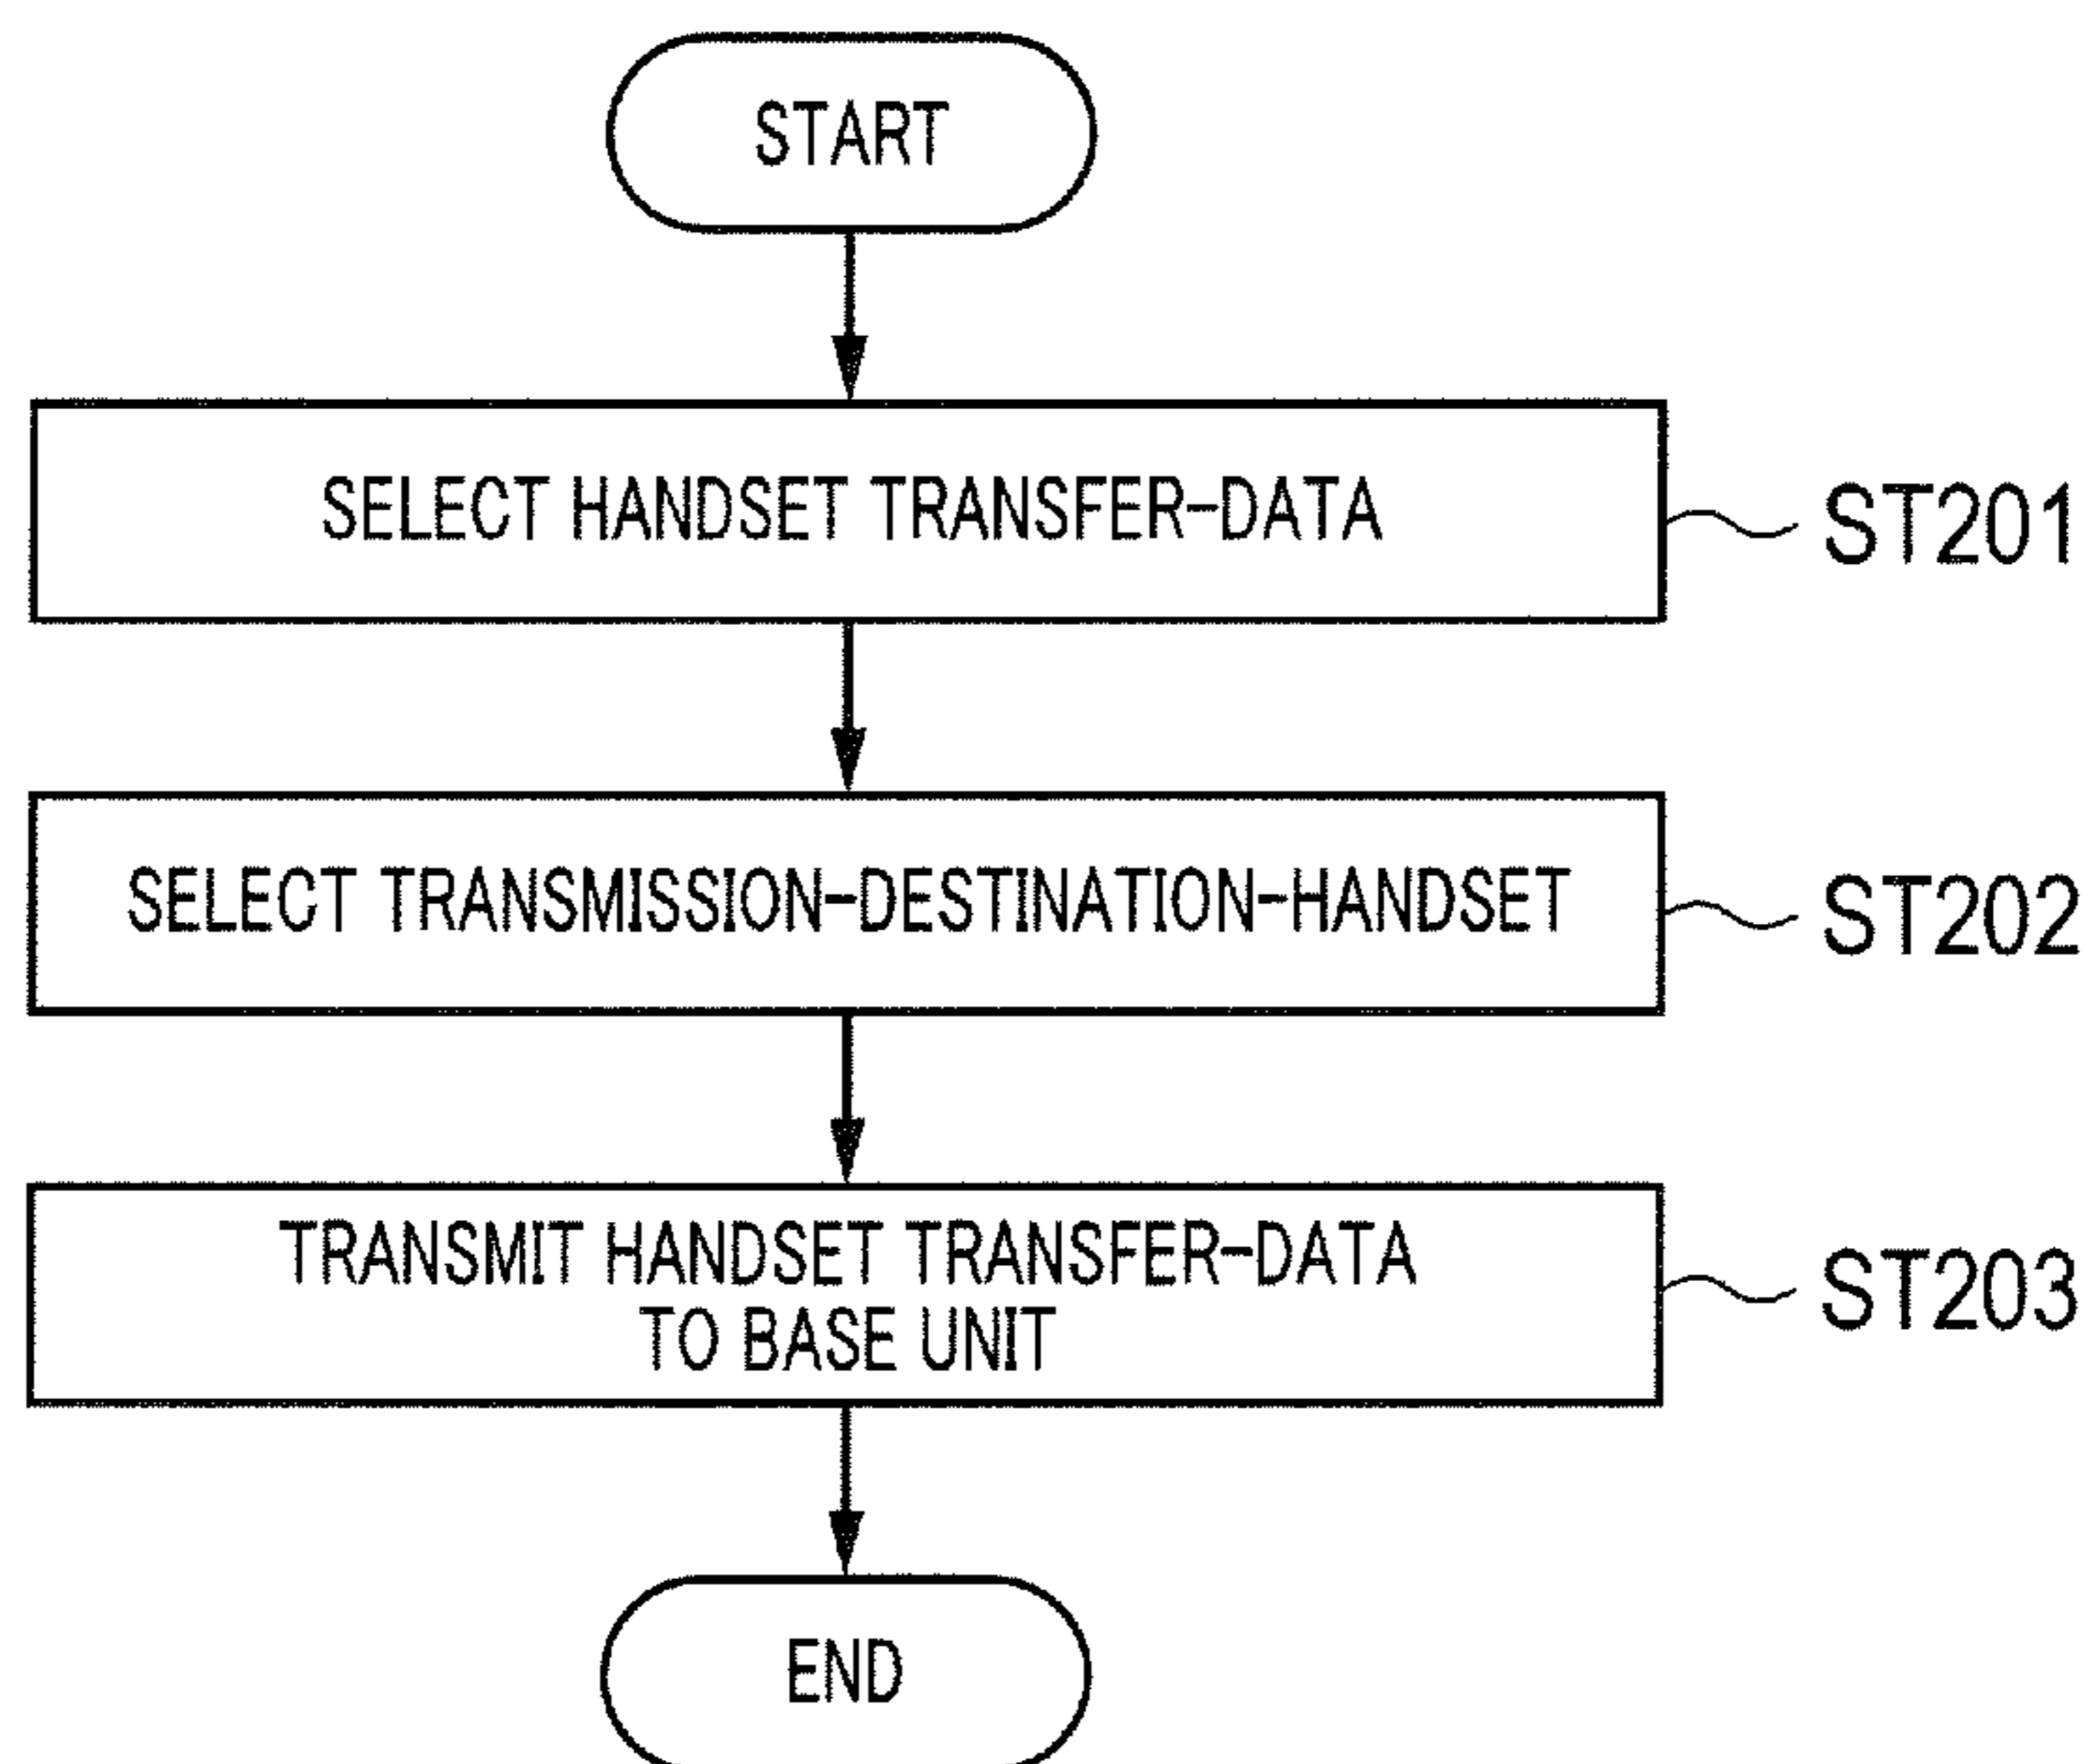 START
SELECT HANDSET TRANSFER-DATA
ST201
SELECT TRANSMISSION-DESTINATION-HANDSET
ST202
TRANSMIT HANDSET TRANSFER-DATA
TO BASE UNIT
ST203
END